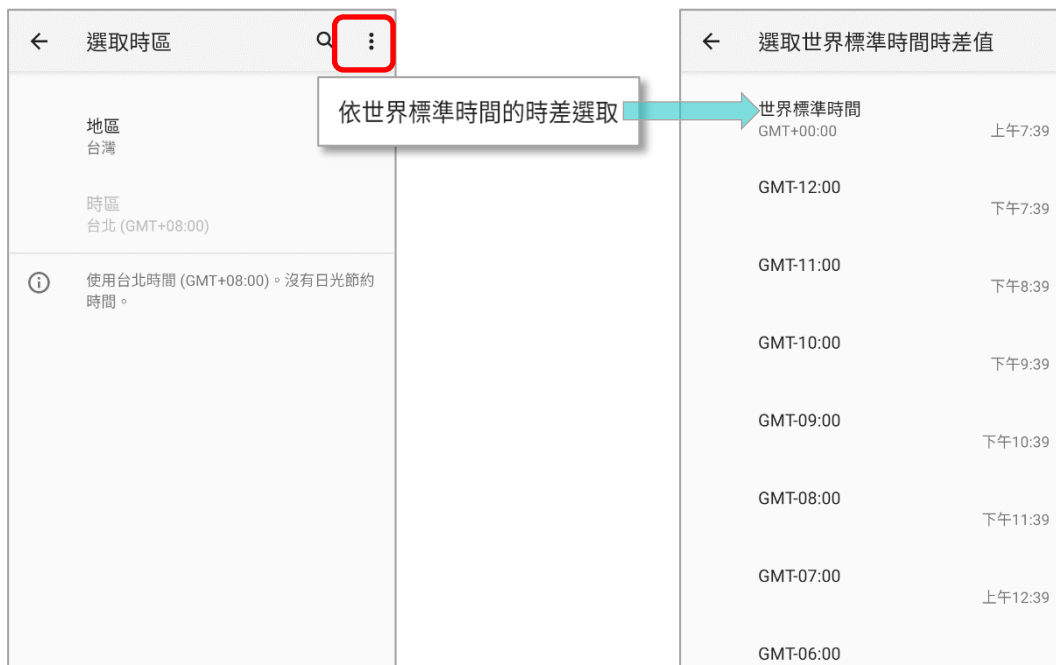 選取時區
地區
台灣
時區
台北 (GMT+08:00)
使用台北時間 (GMT+08:00)。沒有日光節約
時間。
依世界標準時間的時差選取
選取世界標準時間時差值
世界標準時間
GMT+00:00 上午7:39
GMT-12:00
下午7:39
GMT-11:00
下午8:39
GMT-10:00
下午9:39
GMT-09:00
下午10:39
GMT-08:00
下午11:39
GMT-07:00
上午12:39
GMT-06:00